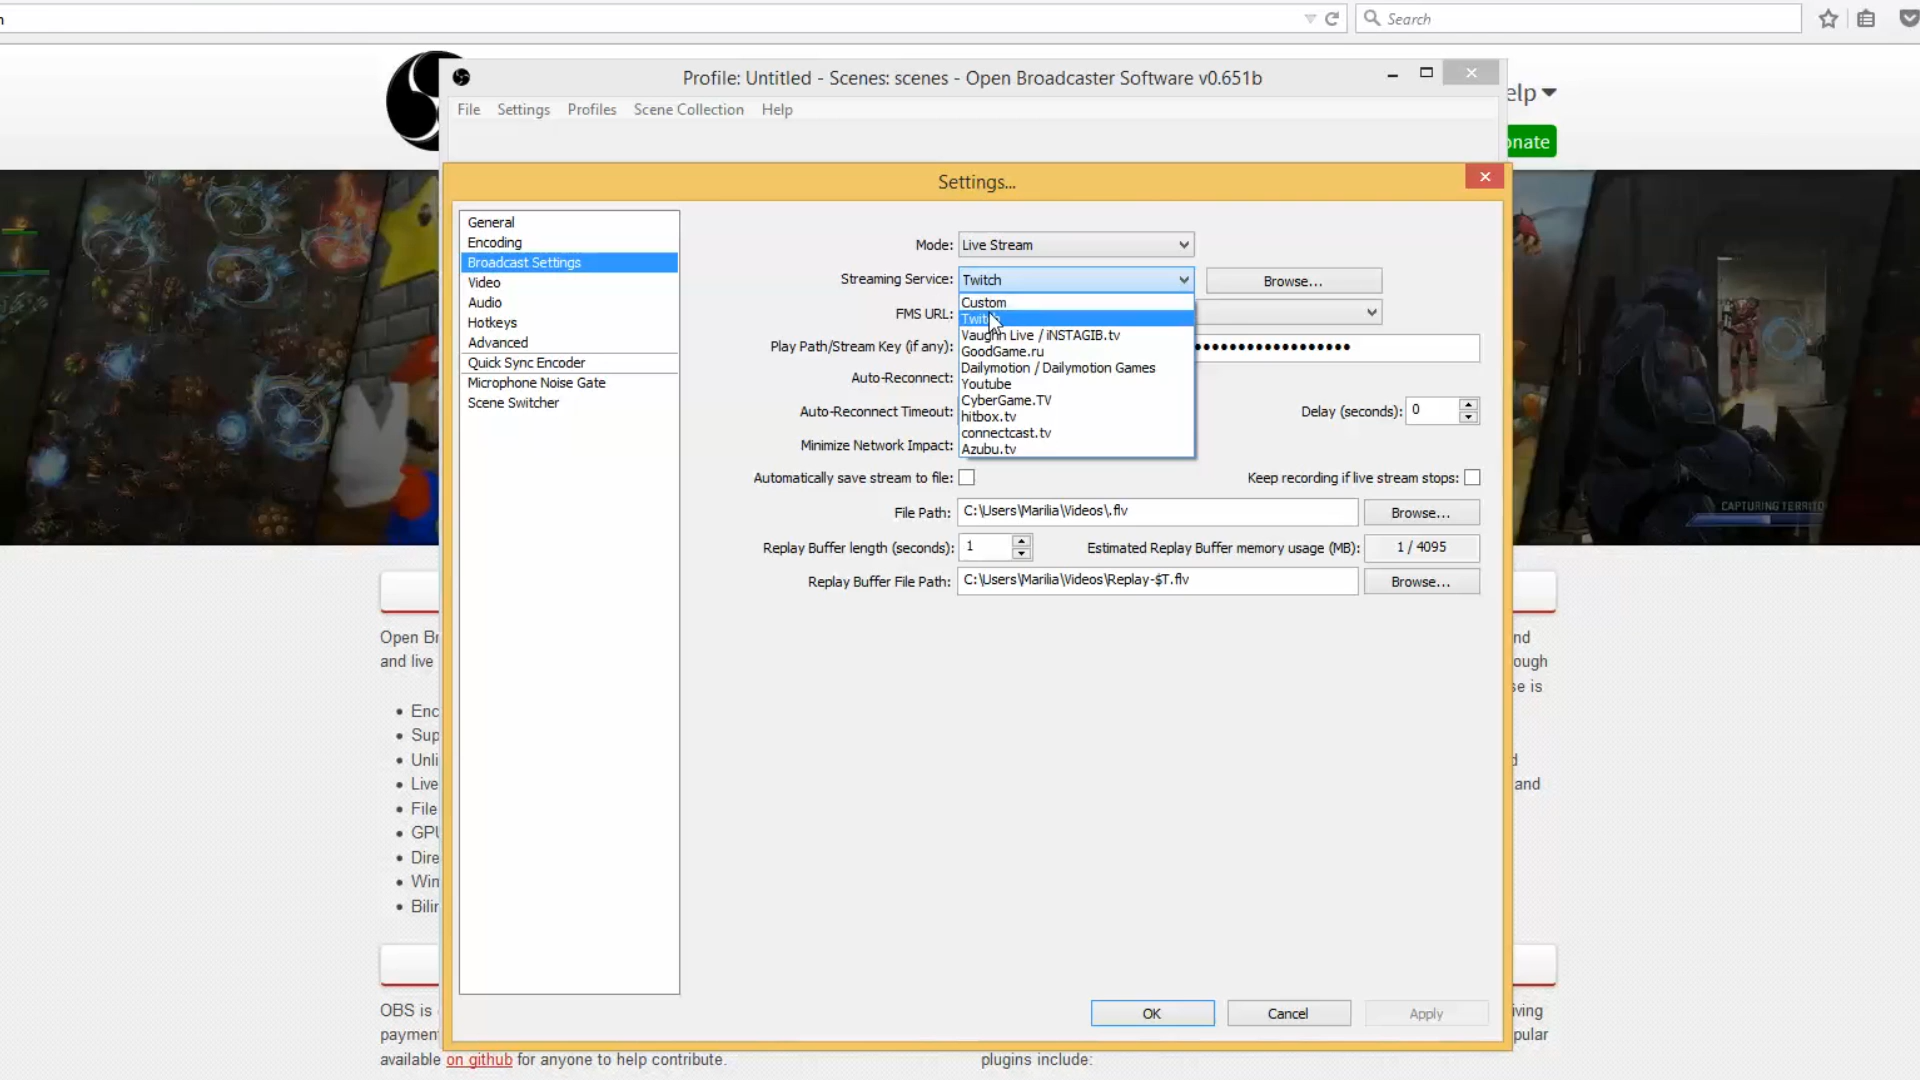 Search
Profile: Untitled - Scenes: scenes - Open Broadcaster Software v0.651b
elp
File Settings Profiles Scene Collection Help
onate
Settings...
General
Encoding
Broadcast Settings
Video
Audio
Hotkeys
Advanced
Quick Sync Encoder
Microphone Noise Gate
Scene Switcher
Mode: Live Stream
Streaming Service: Twitch Browse...
Custom
Twitch
Vaughn Live / iNSTAGIB.tv
GoodGame.ru
Dailymotion / Dailymotion Games
Youtube
CyberGame.TV
hitbox.tv
connectcast.tv
Azubu.tv
FMS URL:
Play Path/Stream Key (if any): ••••••••••••••••••
Auto-Reconnect:
Auto-Reconnect Timeout: Delay (seconds): 0
Minimize Network Impact:
Automatically save stream to file: Keep recording if live stream stops:
File Path: C:\Users\Marilia\Videos\.flv Browse...
Replay Buffer length (seconds): 1 Estimated Replay Buffer memory usage (MB): 1 / 4095
Replay Buffer File Path: C:\Users\Marilia\Videos\Replay-$T.flv Browse...
OK Cancel Apply
CAPTURING TERRITO
Open Br
and live
Enc
Sup
Unli
Live
File
GPU
Dire
Win
Bilir
nd
ough
se is
d
and
OBS is
paymen
available on github for anyone to help contribute.
iving
pular
plugins include: